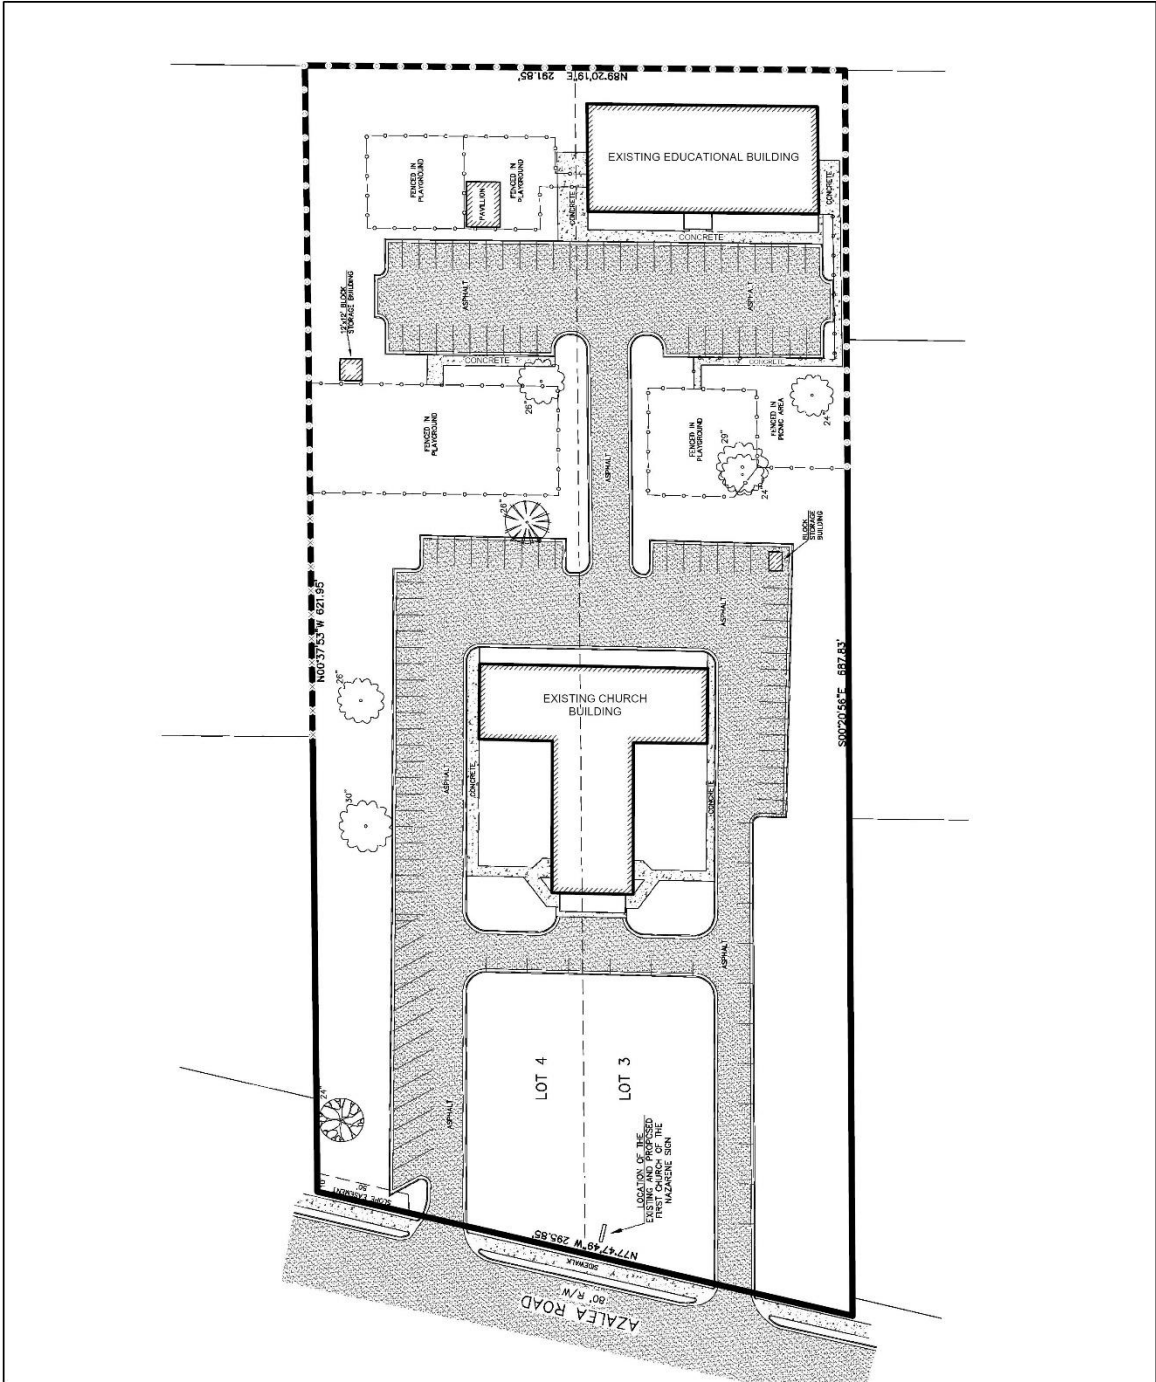 N89°20'19"E 291.85'
EXISTING EDUCATIONAL BUILDING
FENCED IN
PLAYGROUND
FENCED IN
PLAYGROUND
PAVILLION
CONCRETE
CONCRETE
CONCRETE
12'x12' BLOCK
STORAGE BUILDING
ASPHALT
ASPHALT
CONCRETE
CONCRETE
26"
24"
FENCED IN
PLAYGROUND
FENCED IN
PLAYGROUND
FENCED IN
PICNIC AREA
29"
24"
ASPHALT
26"
BLOCK
STORAGE
BUILDING
N00°37'53"W 621.95'
ASPHALT
S00°20'56"E 687.83'
26"
EXISTING CHURCH
BUILDING
30"
ASPHALT
CONCRETE
CONCRETE
ASPHALT
LOT 4
LOT 3
24"
ASPHALT
LOCATION OF THE
EXISTING AND PROPOSED
FIRST CHURCH OF THE
NAZARENE SIGN
SLOPE EASEMENT
50'
10'
N77°47'49"W 295.85'
SIDEWALK
80' R/W
AZALEA ROAD